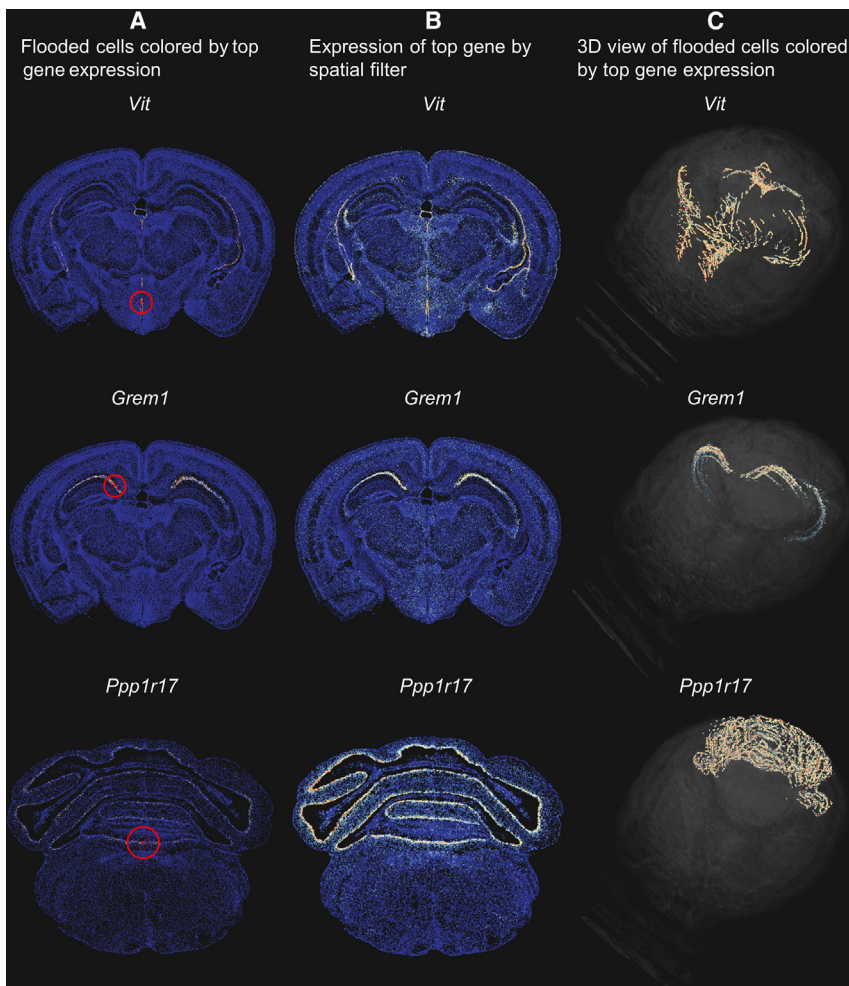 A
B
C
Flooded cells colored by top
gene expression
Expression of top gene by
spatial filter
3D view of flooded cells colored
by top gene expression
Vit
Vit
Vit
Grem1
Grem1
Grem1
Ppp1r17
Ppp1r17
Ppp1r17